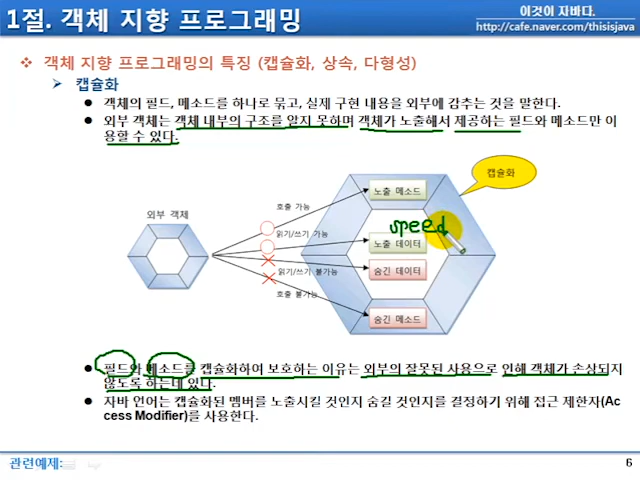 1절. 객체 지향 프로그래밍
이것이 자바다.
http://cafe.naver.com/thisisjava
객체 지향 프로그래밍의 특징 (캡슐화, 상속, 다형성)
캡슐화
객체의 필드, 메소드를 하나로 묶고, 실제 구현 내용을 외부에 감추는 것을 말한다.
외부 객체는 객체 내부의 구조를 알지 못하며 객체가 노출해서 제공하는 필드와 메소드만 이
용할 수 있다.
캡슐화
노출 메소드
호출 가능
외부 객체
speed
읽기/쓰기 가능
노출 데이터
읽기/쓰기 불가능
숨긴 데이터
호출 불가능
숨긴 메소드
필드와 메소드를 캡슐화하여 보호하는 이유는 외부의 잘못된 사용으로 인해 객체가 손상되지
않도록 하는데 있다.
자바 언어는 캡슐화된 멤버를 노출시킬 것인지 숨길 것인지를 결정하기 위해 접근 제한자(Ac
cess Modifier)를 사용한다.
관련예제:
6